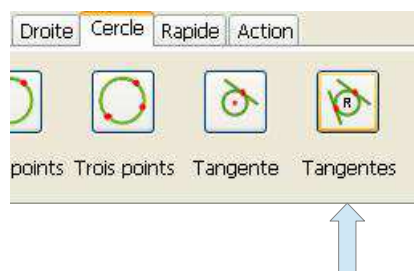 Droite Cercle Rapide Action
R
points Trois points Tangente Tangentes